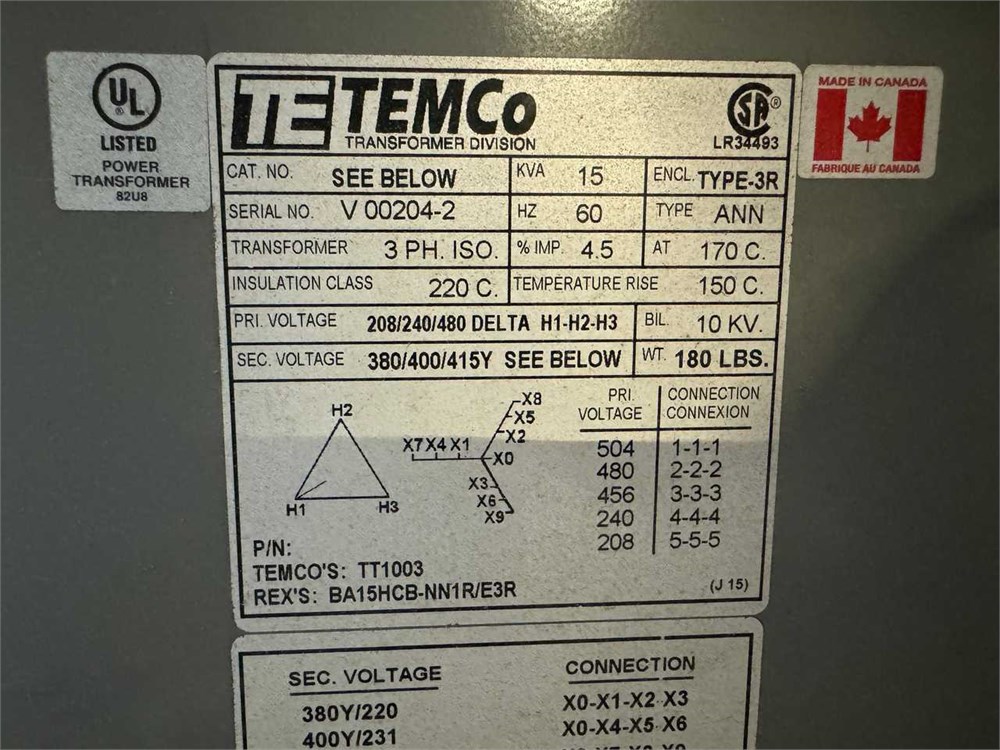 UL
LISTED
POWER
TRANSFORMER
82U8
TE TEMCo
TRANSFORMER DIVISION
SA ®
LR34493
MADE IN CANADA
FABRIQUE AU CANADA
CAT. NO. SEE BELOW KVA 15 ENCL. TYPE-3R
SERIAL NO. V 00204-2 HZ 60 TYPE ANN
TRANSFORMER 3 PH. ISO. % IMP. 4.5 AT 170 C.
INSULATION CLASS 220 C. TEMPERATURE RISE 150 C.
PRI. VOLTAGE 208/240/480 DELTA H1-H2-H3 BIL. 10 KV.
SEC. VOLTAGE 380/400/415Y SEE BELOW WT. 180 LBS.
H2
H1
H3
X8
X5
X2
X7 X4 X1
X0
X3
X6
X9
PRI. CONNECTION
VOLTAGE CONNEXION
504 1-1-1
480 2-2-2
456 3-3-3
240 4-4-4
208 5-5-5
P/N:
TEMCO'S: TT1003
REX'S: BA15HCB-NN1R/E3R
(J 15)
SEC. VOLTAGE CONNECTION
380Y/220 X0-X1-X2-X3
400Y/231 X0-X4-X5-X6